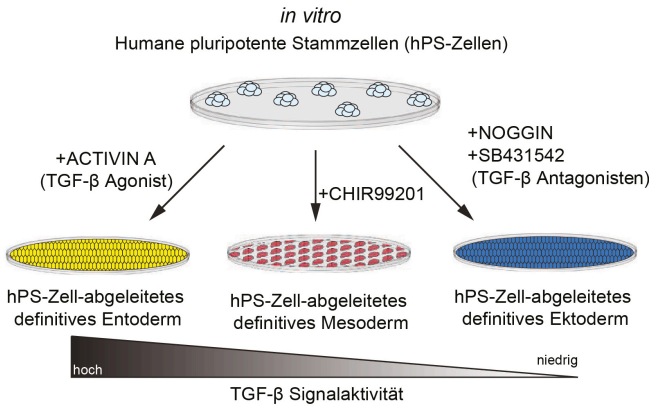 in vitro
Humane pluripotente Stammzellen (hPS-Zellen)
+ACTIVIN A
(TGF-β Agonist)
+CHIR99201
+NOGGIN
+SB431542
(TGF-β Antagonisten)
hPS-Zell-abgeleitetes
definitives Entoderm
hPS-Zell-abgeleitetes
definitives Mesoderm
hPS-Zell-abgeleitetes
definitives Ektoderm
hoch
niedrig
TGF-β Signalaktivität